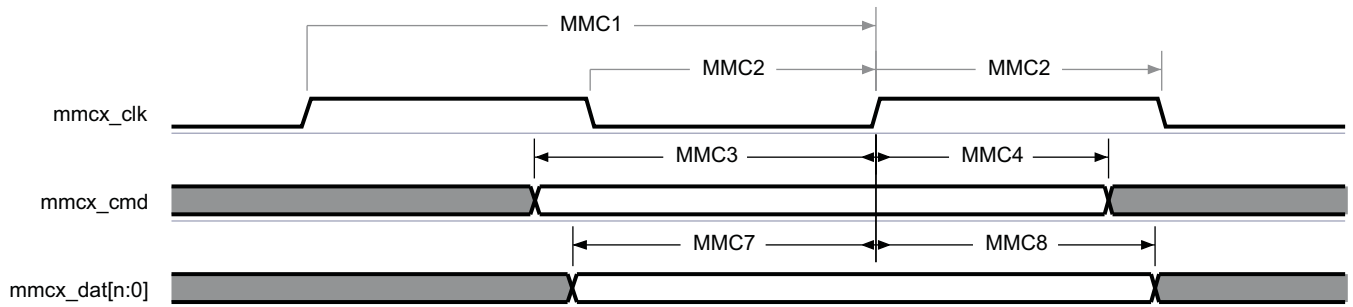 MMC1
MMC2 MMC2
mmcx_clk
MMC3 MMC4
mmcx_cmd
MMC7 MMC8
mmcx_dat[n:0]